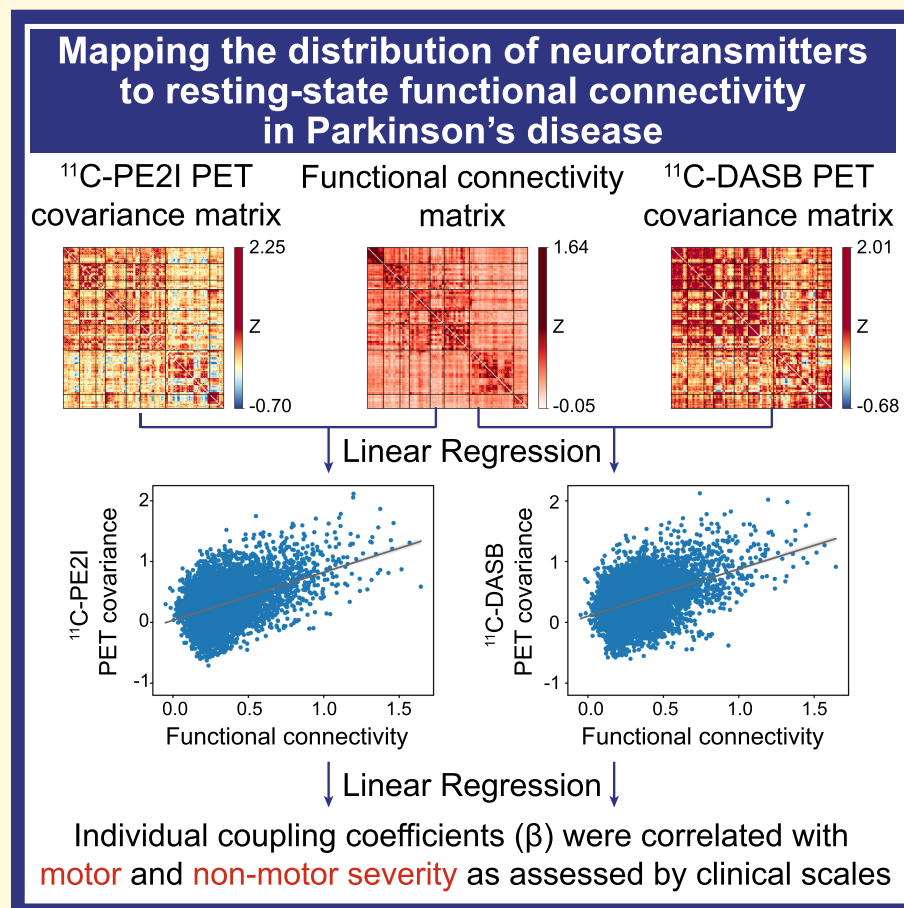 Mapping the distribution of neurotransmitters
to resting-state functional connectivity
in Parkinson’s disease
¹¹C-PE2I PET
covariance matrix
Functional connectivity
matrix
¹¹C-DASB PET
covariance matrix
2.25
Z
-0.70
1.64
Z
-0.05
2.01
Z
-0.68
Linear Regression
¹¹C-PE2I
PET covariance
2
1
0
-1
0.0 0.5 1.0 1.5
Functional connectivity
¹¹C-DASB
PET covariance
2
1
0
-1
0.0 0.5 1.0 1.5
Functional connectivity
Linear Regression
Individual coupling coefficients (β) were correlated with
motor and non-motor severity as assessed by clinical scales